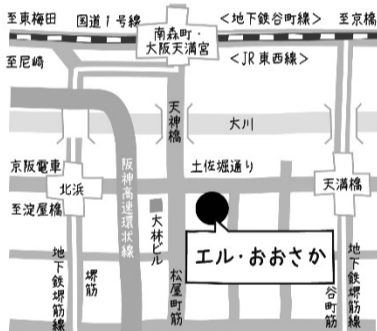 至東梅田
国道1号線
南森町・
大阪天満宮
<地下鉄谷町線>
至京橋
至尼崎
<JR東西線>
天神橋
大川
京阪電車
北浜
至淀屋橋
阪神高速環状線
土佐堀通り
天満橋
大林ビル
エル・おおさか
地下鉄堺筋線
堺筋
松屋町筋
谷町筋
地下鉄堺筋線